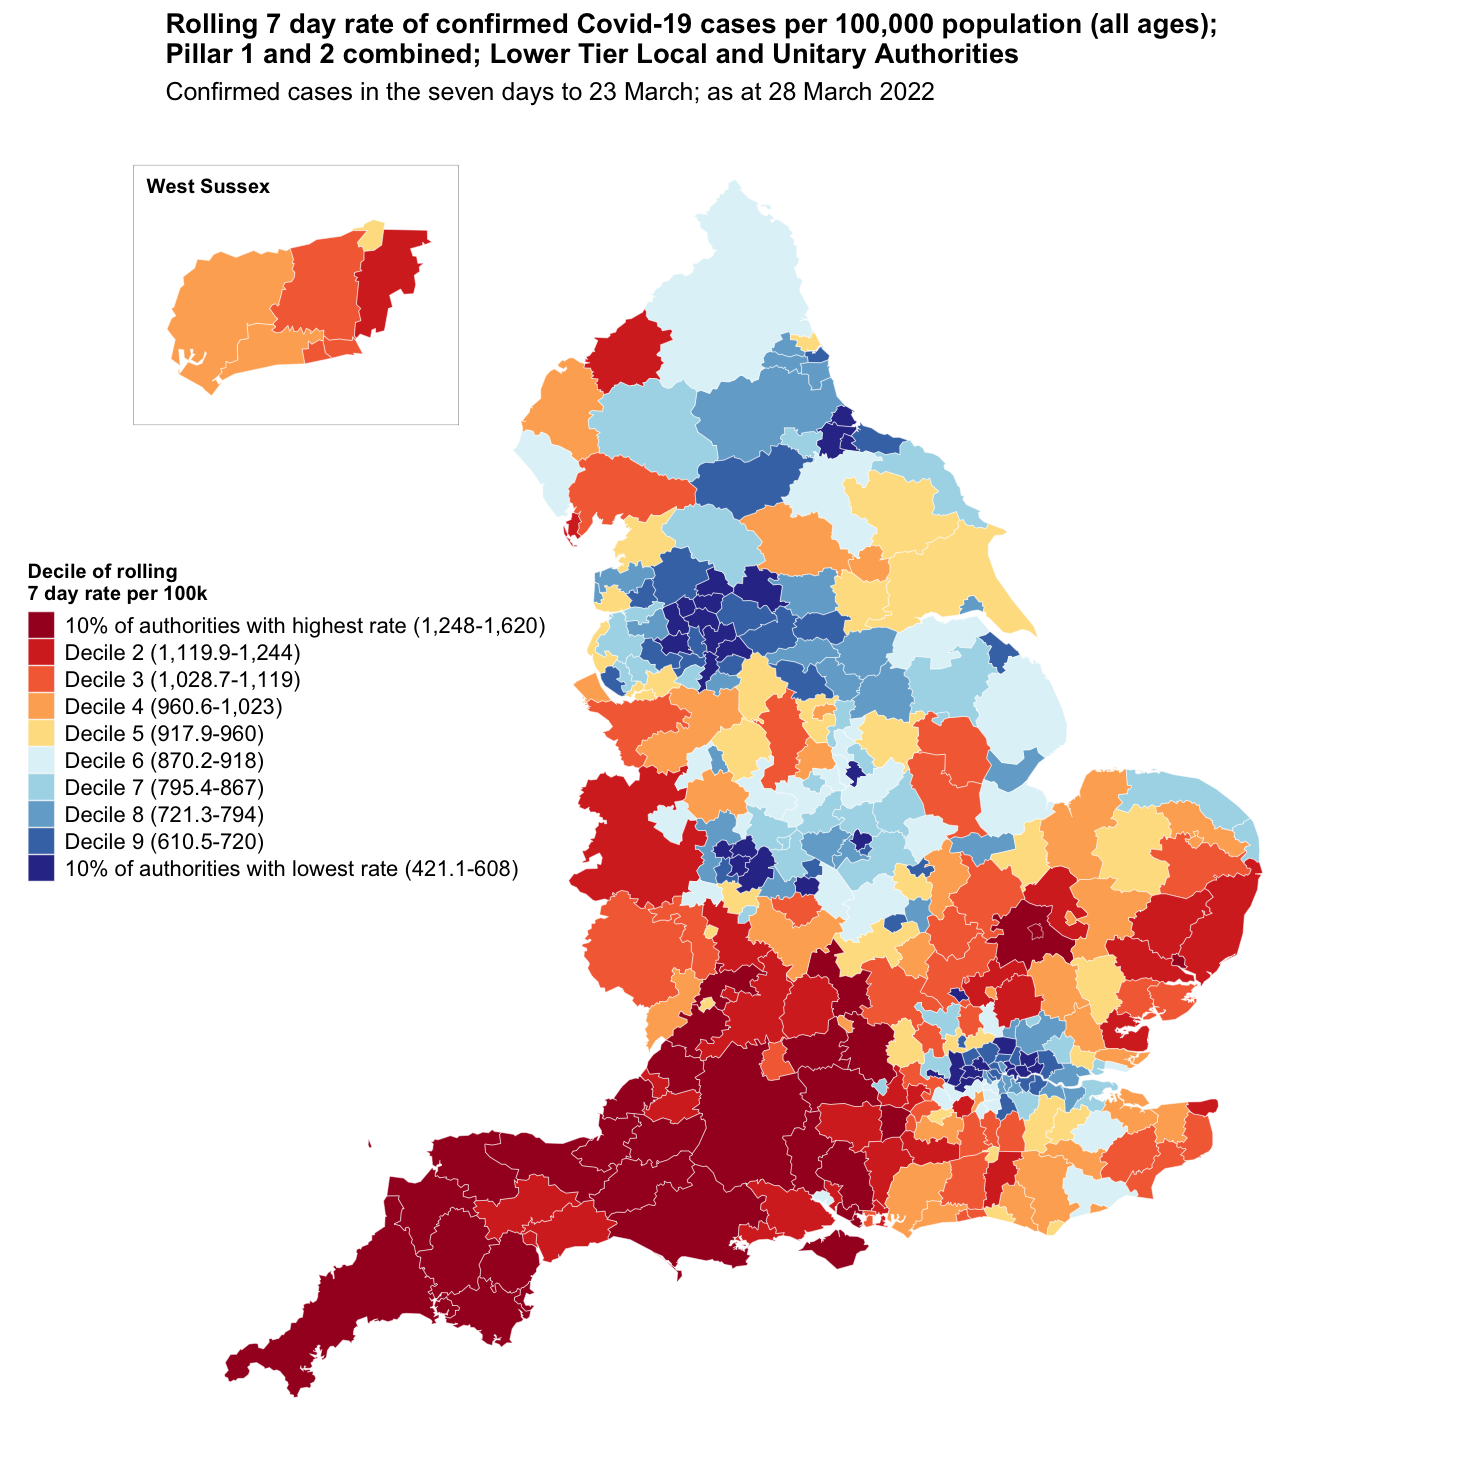 Rolling 7 day rate of confirmed Covid-19 cases per 100,000 population (all ages);
Pillar 1 and 2 combined; Lower Tier Local and Unitary Authorities
Confirmed cases in the seven days to 23 March; as at 28 March 2022
West Sussex
Decile of rolling
7 day rate per 100k
10% of authorities with highest rate (1,248-1,620)
Decile 2 (1,119.9-1,244)
Decile 3 (1,028.7-1,119)
Decile 4 (960.6-1,023)
Decile 5 (917.9-960)
Decile 6 (870.2-918)
Decile 7 (795.4-867)
Decile 8 (721.3-794)
Decile 9 (610.5-720)
10% of authorities with lowest rate (421.1-608)